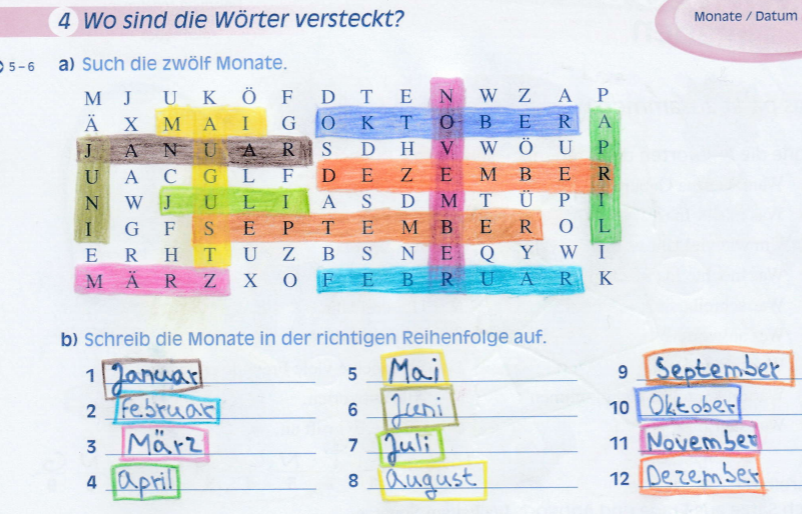 4 Wo sind die Wörter versteckt?
Monate / Datum
5–6 a) Such die zwölf Monate.
M J U K Ö F D T E N W Z A P
Ä X M A I G O K T O B E R A
J A N U A R S D H V W Ö U P
U A C G L F D E Z E M B E R
N W J U L I A S D M T Ü P I
I G F S E P T E M B E R O L
E R H T U Z B S N E Q Y W I
M Ä R Z X O F E B R U A R K
b) Schreib die Monate in der richtigen Reihenfolge auf.
1 Januar
2 Februar
3 März
4 April
5 Mai
6 Juni
7 Juli
8 August
9 September
10 Oktober
11 November
12 Dezember